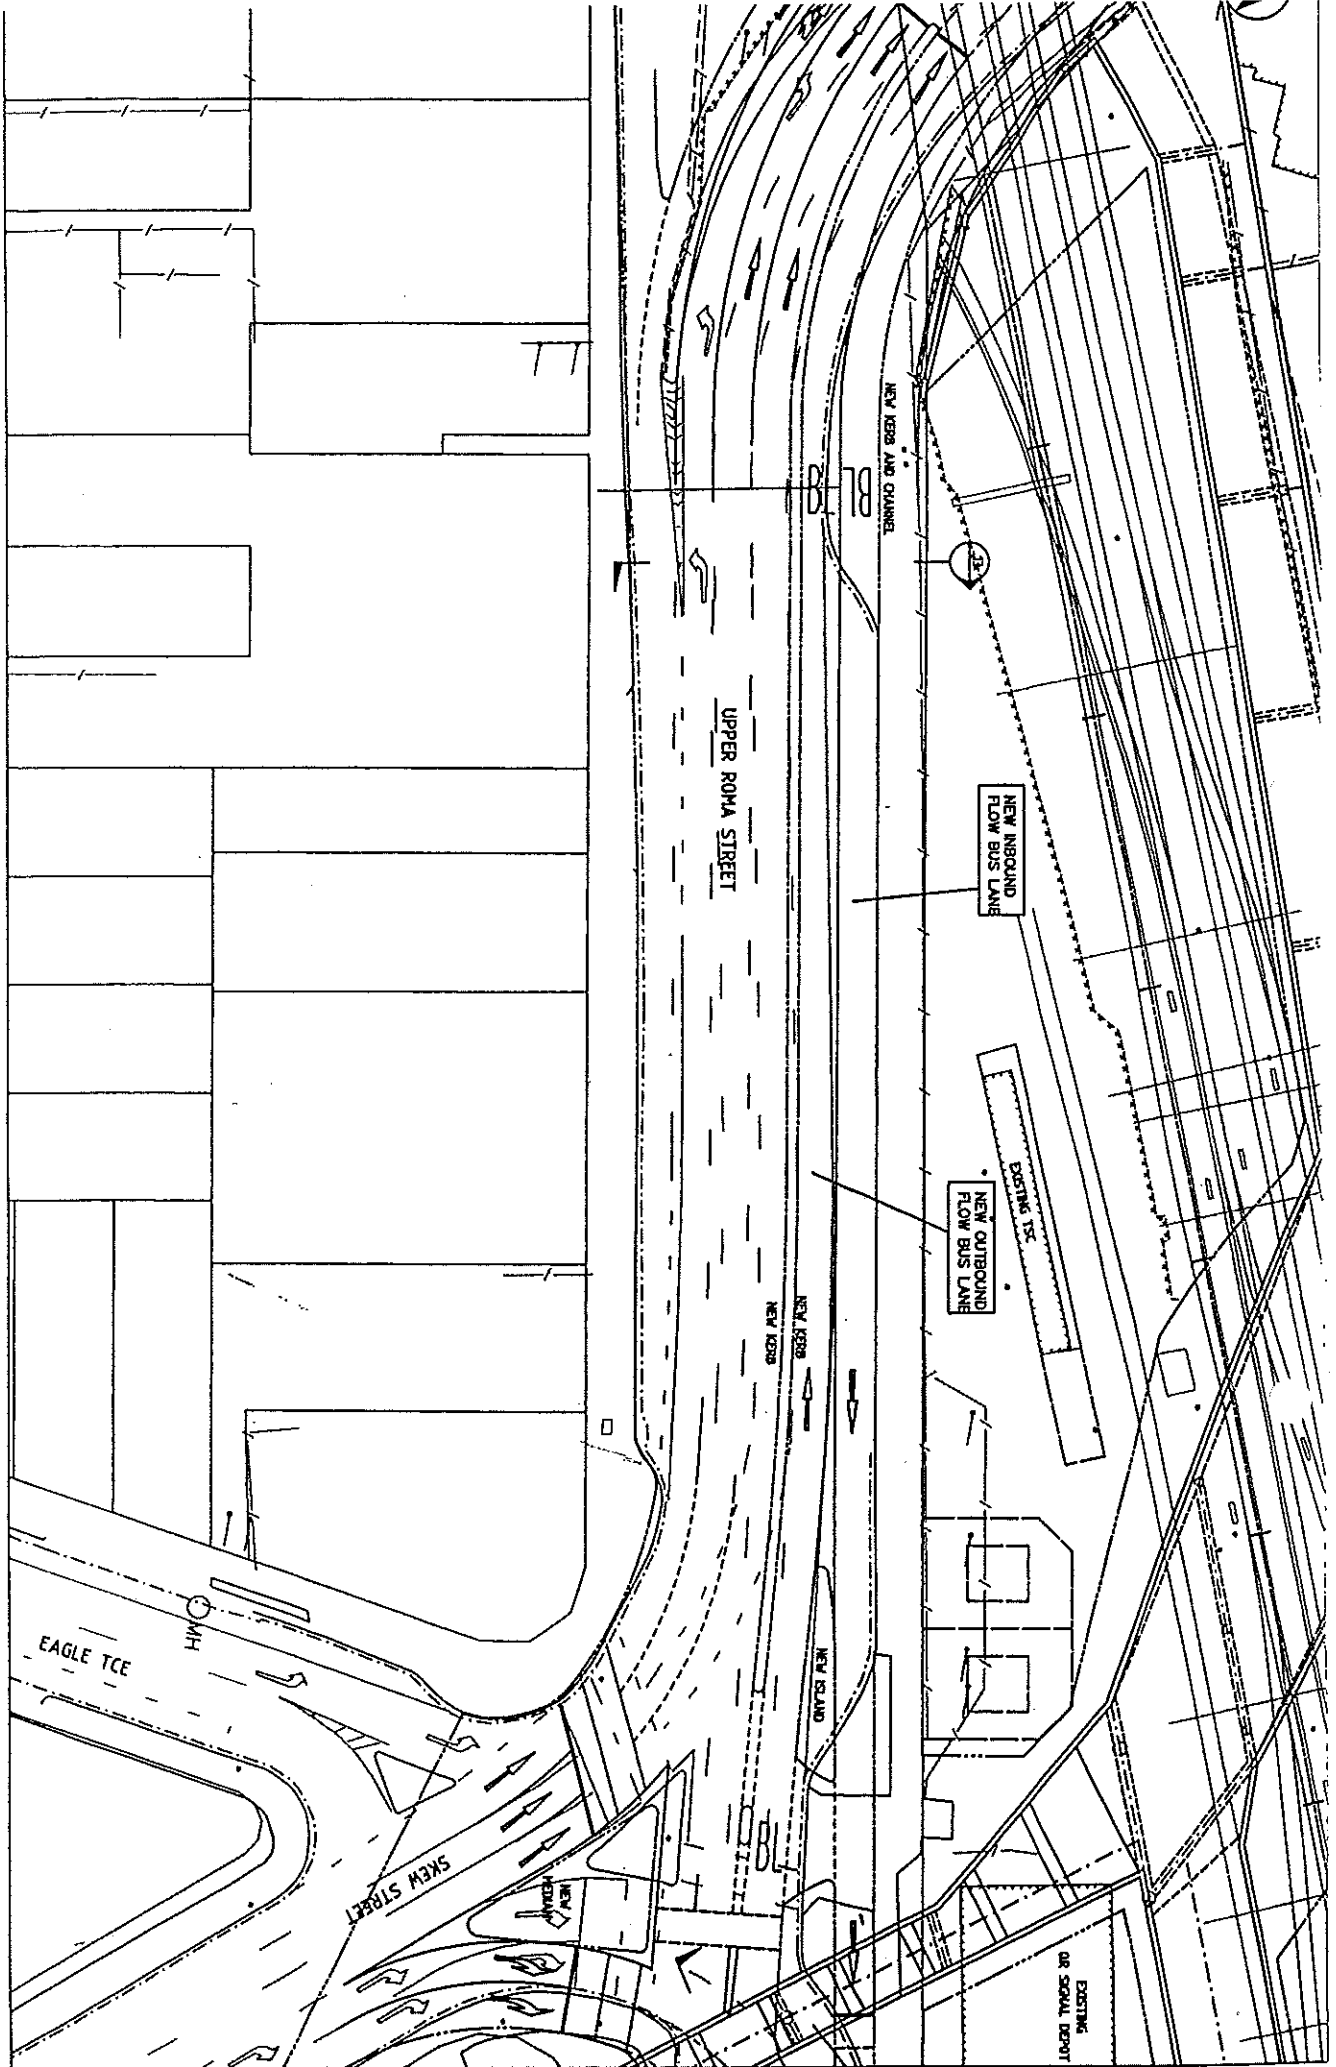 NEW KERB AND CHANNEL
BL
UPPER ROMA STREET
NEW INBOUND
FLOW BUS LANE
EXISTING TSC
NEW OUTBOUND
FLOW BUS LANE
NEW KERB
NEW KERB
NEW ISLAND
MH
EAGLE TCE
BL
SKEW STREET
NEW
MEDIAN
EXISTING
QR SIGNAL DEPOT